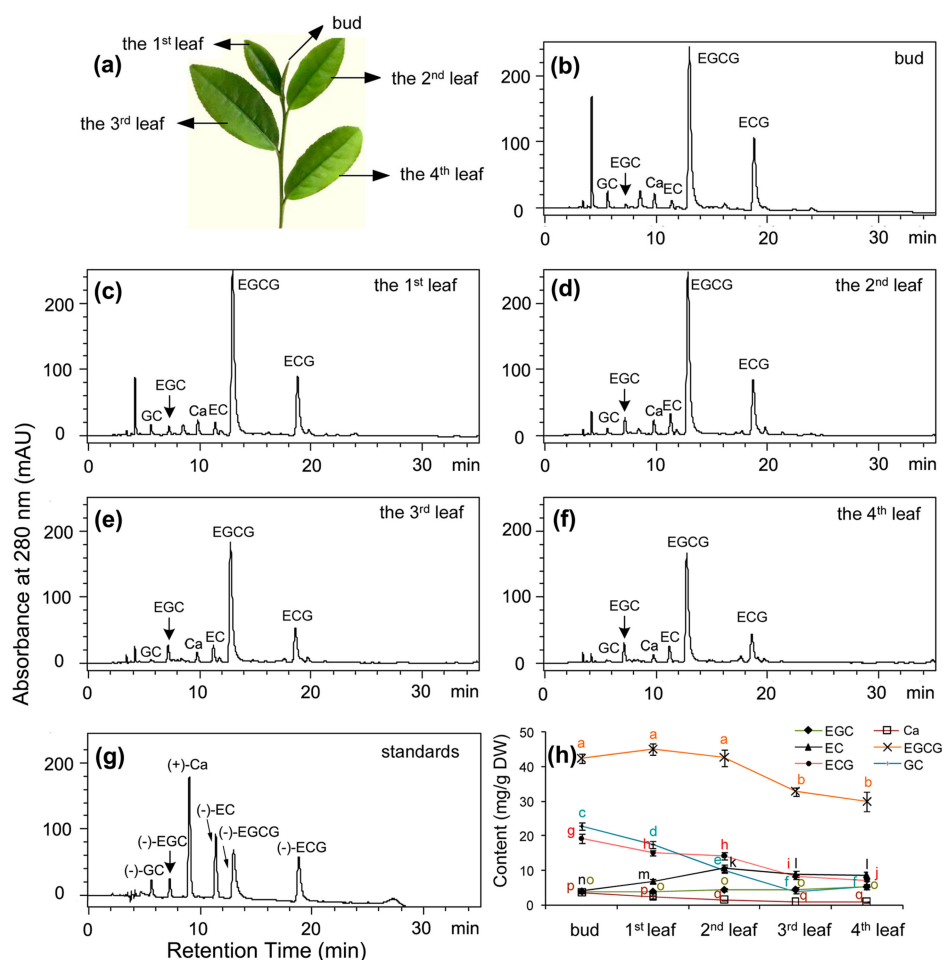 (a)
bud
the 1st leaf
the 2nd leaf
the 3rd leaf
the 4th leaf
(b)
bud
EGCG
ECG
EGC
GC
Ca
EC
200
100
0
0
10
20
30
min
(c)
the 1st leaf
EGCG
ECG
EGC
GC
Ca
EC
200
100
0
0
10
20
30
min
(d)
the 2nd leaf
EGCG
ECG
EGC
GC
Ca
EC
200
100
0
0
10
20
30
min
(e)
the 3rd leaf
EGCG
ECG
EGC
GC
Ca
EC
200
100
0
0
10
20
30
min
(f)
the 4th leaf
EGCG
ECG
EGC
GC
Ca
EC
200
100
0
0
10
20
30
min
(g)
standards
(+)-Ca
(-)-EC
(-)-EGCG
(-)-EGC
(-)-GC
(-)-ECG
200
100
0
0
10
20
30
min
Absorbance at 280 nm (mAU)
Retention Time (min)
(h)
EGC
Ca
EC
EGCG
ECG
GC
Content (mg/g DW)
50
40
30
20
10
0
a
a
a
b
b
c
d
e
f
g
h
h
i
j
n
m
k
l
l
o
o
o
o
o
p
p
q
q
q
bud
1st leaf
2nd leaf
3rd leaf
4th leaf